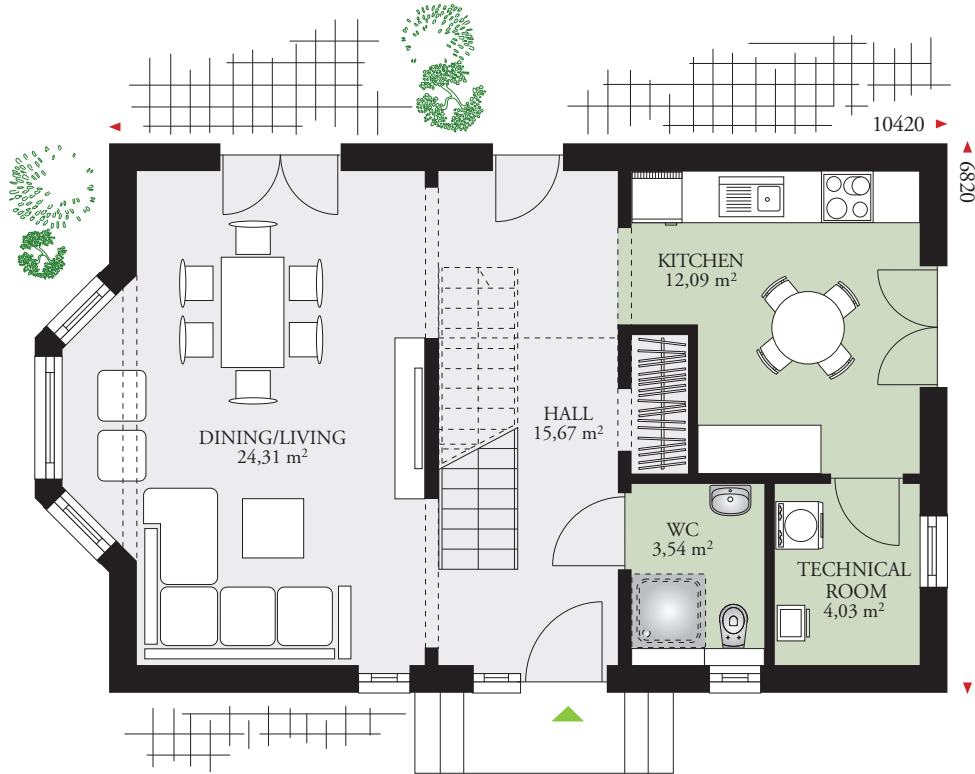 10420
6820
KITCHEN
12,09 m²
HALL
15,67 m²
DINING/LIVING
24,31 m²
WC
3,54 m²
TECHNICAL
ROOM
4,03 m²